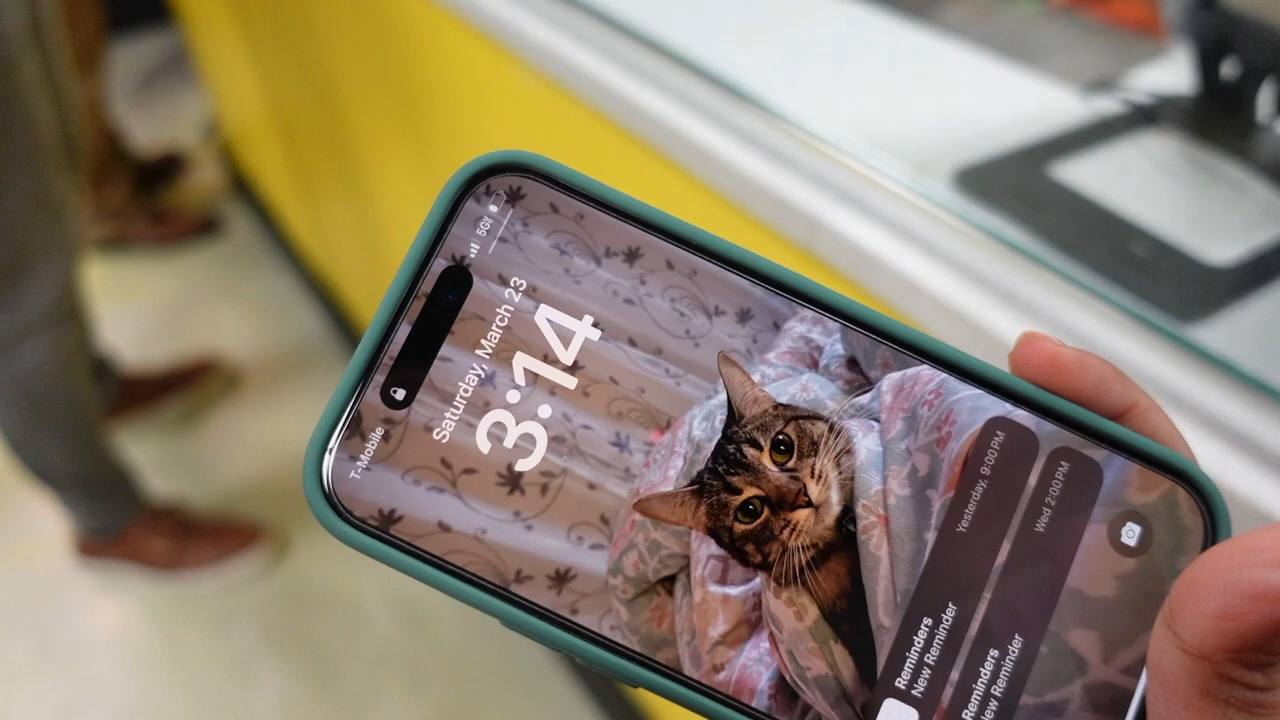 T-Mobile
5G
Saturday, March 23
3:14
Reminders
Yesterday, 9:00 PM
New Reminder
Reminders
Wed 2:00 PM
New Reminder